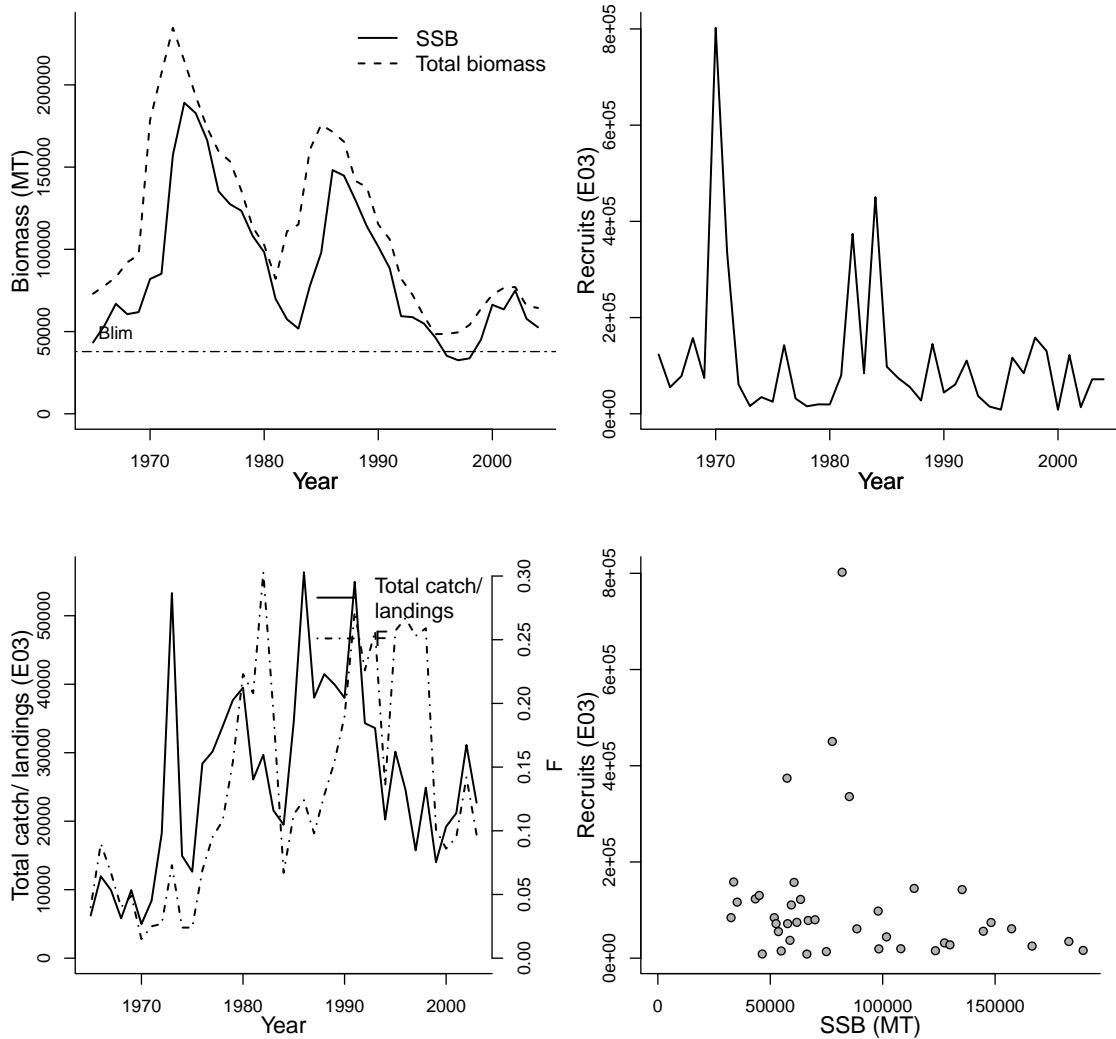 SSB
Total biomass
Biomass (MT)
0
50000
100000
150000
200000
Blim
1970
1980
1990
2000
Year
Recruits (E03)
0e+00
2e+05
4e+05
6e+05
8e+05
1970
1980
1990
2000
Year
Total catch/
landings
F
Total catch/ landings (E03)
0
10000
20000
30000
40000
50000
0.00
0.05
0.10
0.15
0.20
0.25
0.30
F
1970
1980
1990
2000
Year
Recruits (E03)
0e+00
2e+05
4e+05
6e+05
8e+05
0
50000
100000
150000
SSB (MT)